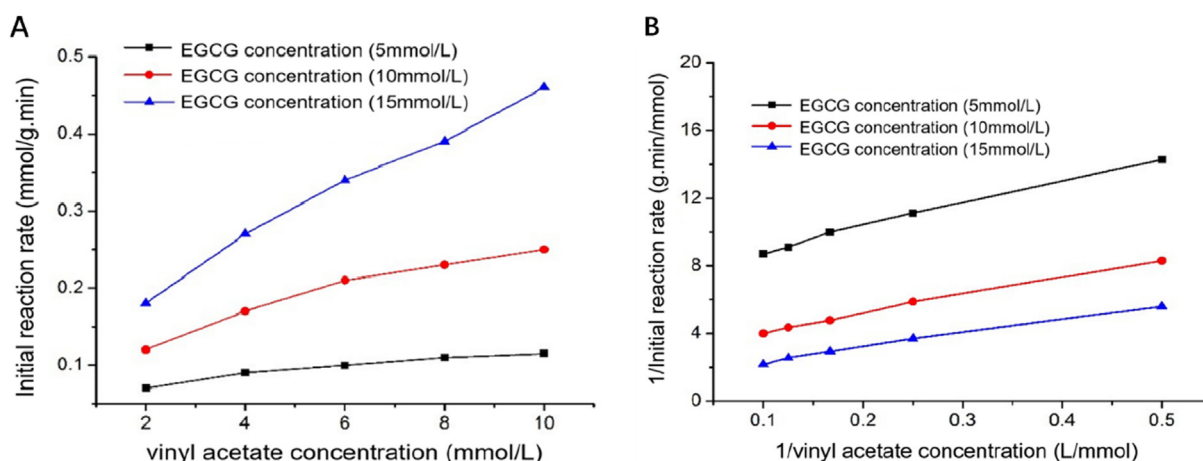 A
EGCG concentration (5mmol/L)
EGCG concentration (10mmol/L)
EGCG concentration (15mmol/L)
Initial reaction rate (mmol/g.min)
0.5
0.4
0.3
0.2
0.1
2 4 6 8 10
vinyl acetate concentration (mmol/L)
B
EGCG concentration (5mmol/L)
EGCG concentration (10mmol/L)
EGCG concentration (15mmol/L)
1/Initial reaction rate (g.min/mmol)
20
16
12
8
4
0
0.1 0.2 0.3 0.4 0.5
1/vinyl acetate concentration (L/mmol)